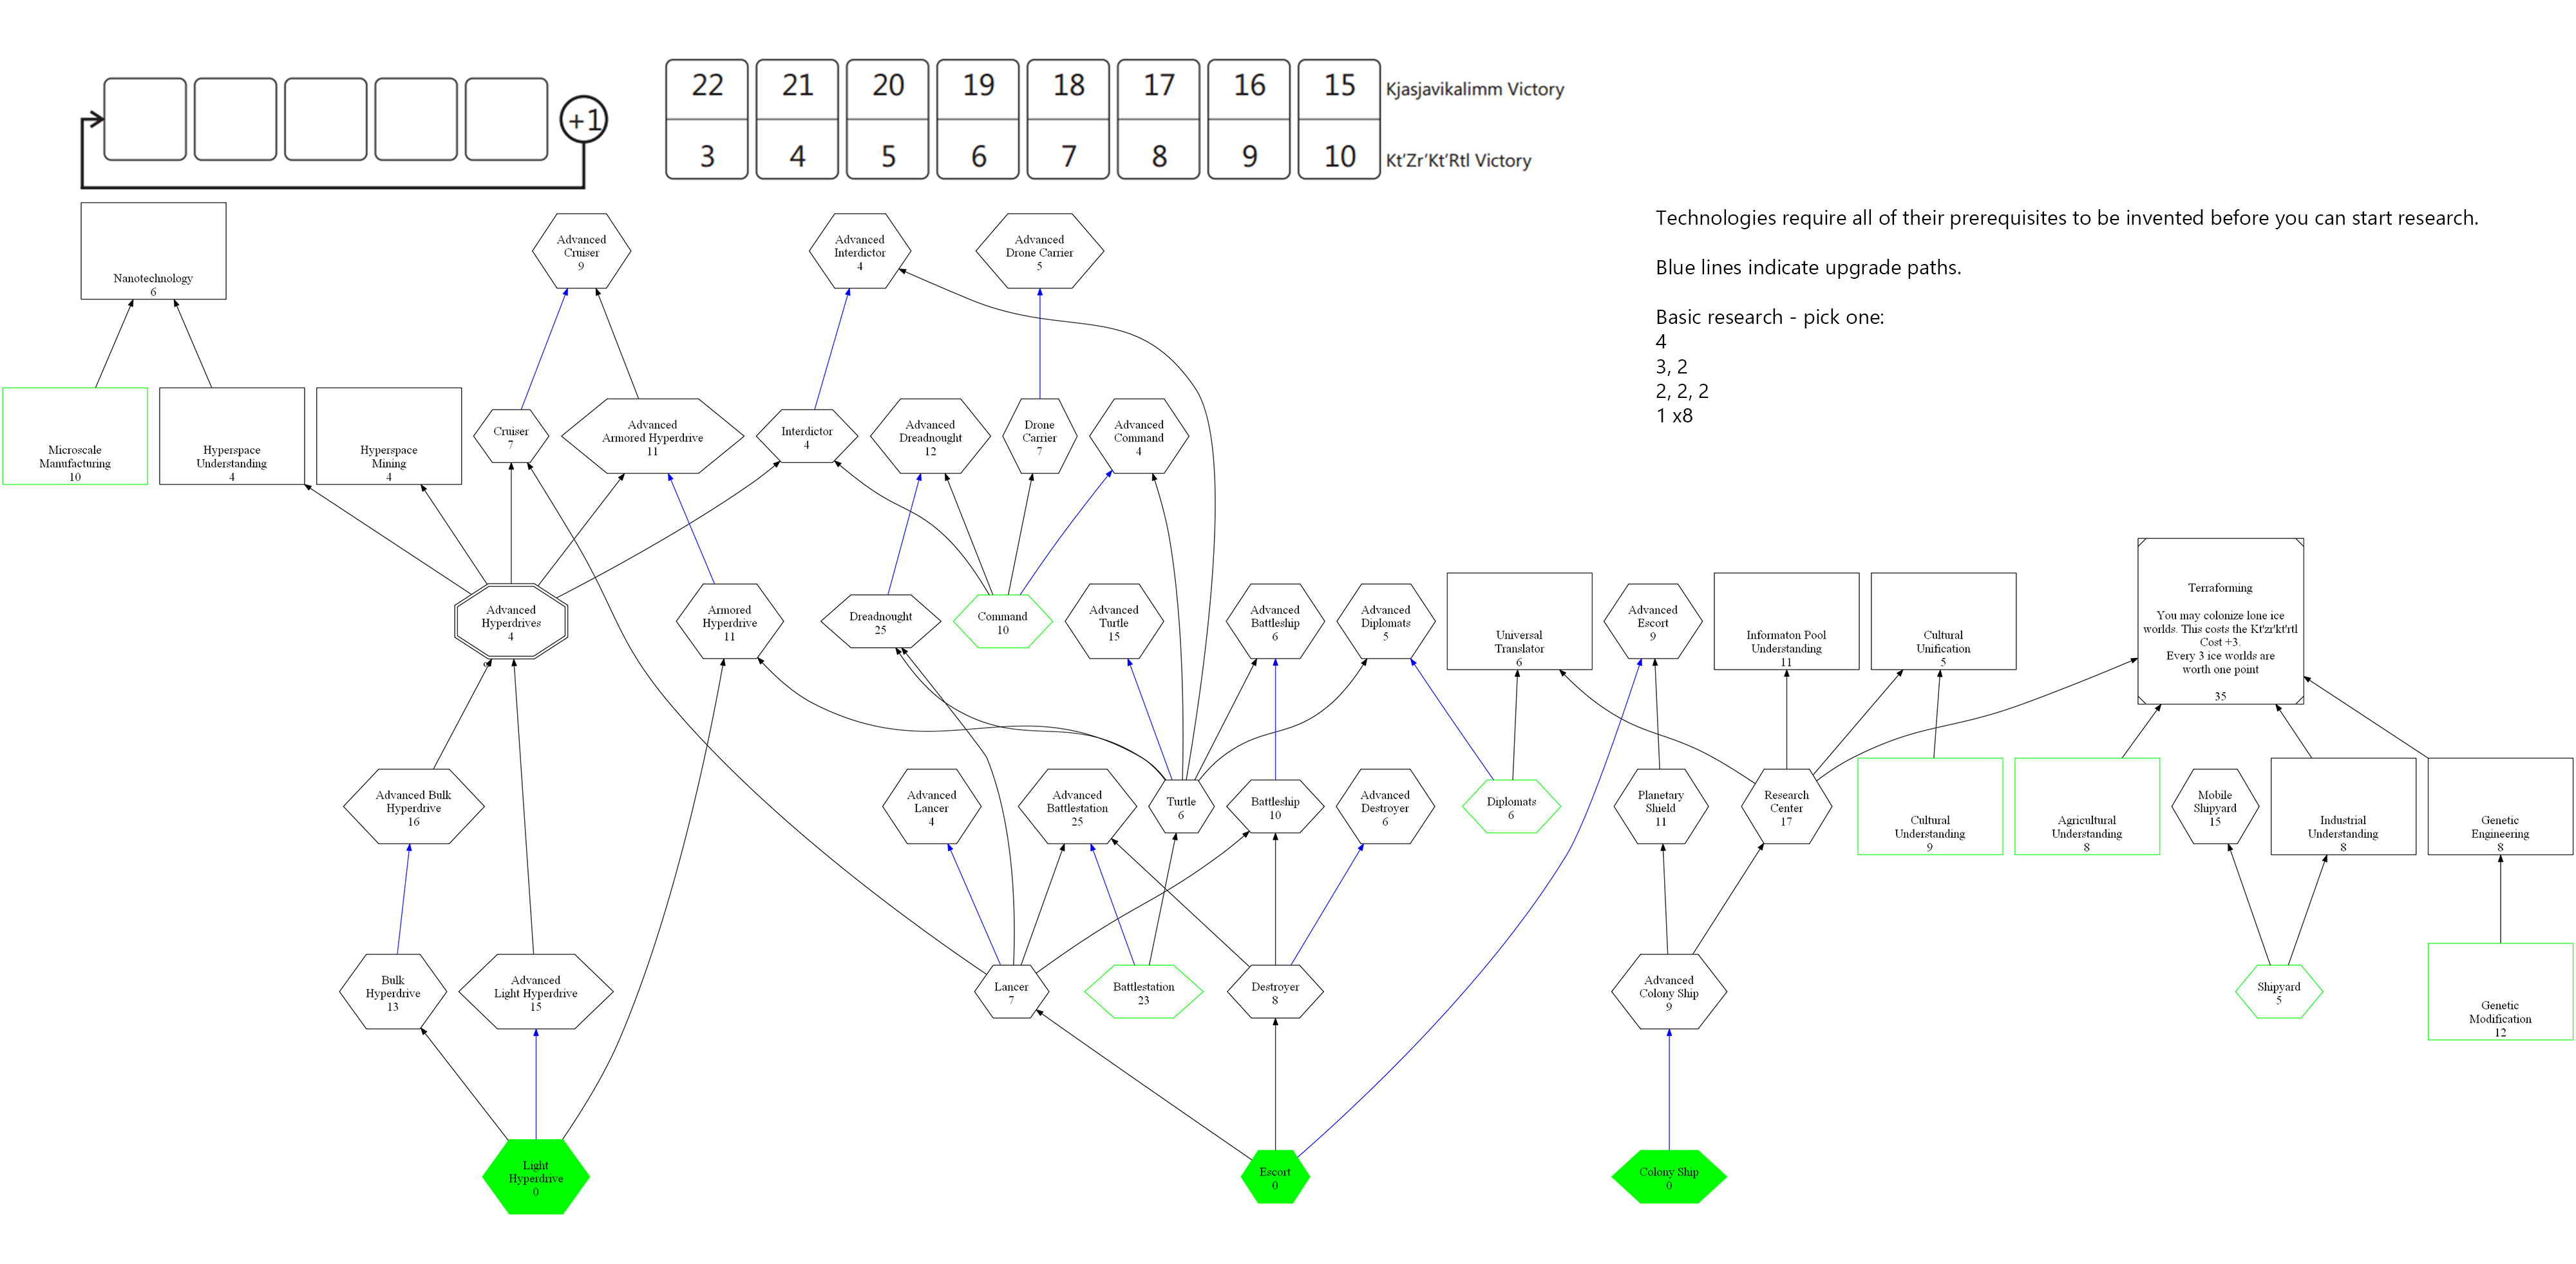 +1
22 21 20 19 18 17 16 15 Kjasjavikalimm Victory
3 4 5 6 7 8 9 10 Kt'Zr'Kt'Rtl Victory
Technologies require all of their prerequisites to be invented before you can start research.
Blue lines indicate upgrade paths.
Basic research - pick one:
4
3, 2
2, 2, 2
1 x8
Nanotechnology
6
Advanced
Cruiser
9
Advanced
Interdictor
4
Advanced
Drone Carrier
5
Microscale
Manufacturing
10
Hyperspace
Understanding
4
Hyperspace
Mining
4
Cruiser
7
Advanced
Armored Hyperdrive
11
Interdictor
4
Advanced
Dreadnought
12
Drone
Carrier
7
Advanced
Command
4
Advanced
Hyperdrives
4
Armored
Hyperdrive
11
Dreadnought
25
Command
10
Advanced
Turtle
15
Advanced
Battleship
6
Advanced
Diplomats
5
Universal
Translator
6
Advanced
Escort
9
Informaton Pool
Understanding
11
Cultural
Unification
5
Terraforming
You may colonize lone ice
worlds. This costs the Kt'zr'kt'rtl
Cost +3.
Every 3 ice worlds are
worth one point
35
Advanced Bulk
Hyperdrive
16
Advanced
Lancer
4
Advanced
Battlestation
25
Turtle
6
Battleship
10
Advanced
Destroyer
6
Diplomats
6
Planetary
Shield
11
Research
Center
17
Cultural
Understanding
9
Agricultural
Understanding
8
Mobile
Shipyard
15
Industrial
Understanding
8
Genetic
Engineering
8
Bulk
Hyperdrive
13
Advanced
Light Hyperdrive
15
Lancer
7
Battlestation
23
Destroyer
8
Advanced
Colony Ship
9
Shipyard
5
Genetic
Modification
12
Light
Hyperdrive
0
Escort
0
Colony Ship
0